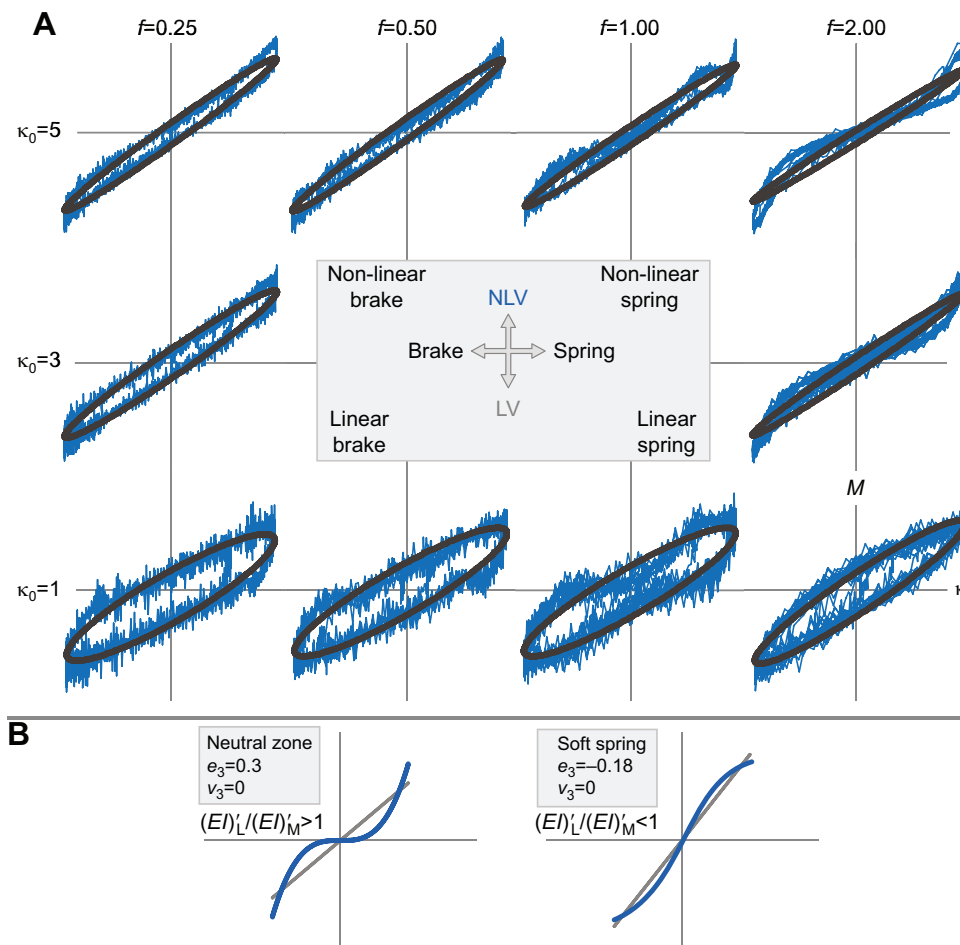 A
f=0.25 f=0.50 f=1.00 f=2.00
κ₀=5
Non-linear
brake
NLV
Non-linear
spring
κ₀=3
Brake
Spring
LV
Linear
brake
Linear
spring
M
κ₀=1
κ
B
Neutral zone
e₃=0.3
v₃=0
(EI)′L/(EI)′M>1
Soft spring
e₃=–0.18
v₃=0
(EI)′L/(EI)′M<1